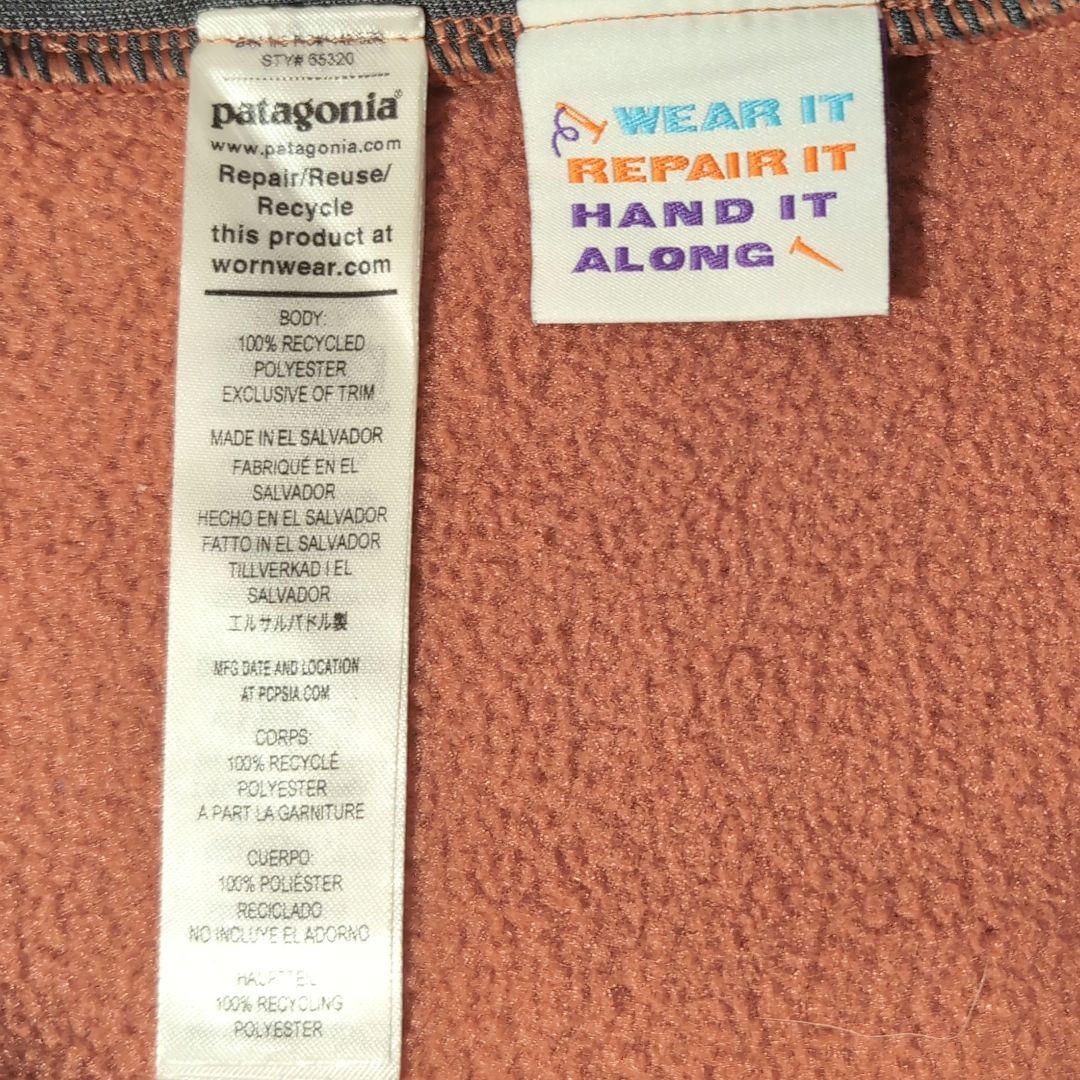 STY# 65320
patagonia®
www.patagonia.com
Repair/Reuse/
Recycle
this product at
wornwear.com
BODY:
100% RECYCLED
POLYESTER
EXCLUSIVE OF TRIM
MADE IN EL SALVADOR
FABRIQUÉ EN EL
SALVADOR
HECHO EN EL SALVADOR
FATTO IN EL SALVADOR
TILLVERKAD I EL
SALVADOR
エルサルバドル製
MFG DATE AND LOCATION
AT PCPSIA.COM
CORPS:
100% RECYCLÉ
POLYESTER
A PART LA GARNITURE
CUERPO:
100% POLIÉSTER
RECICLADO
NO INCLUYE EL ADORNO
HAUPTTEIL
100% RECYCLING
POLYESTER
WEAR IT
REPAIR IT
HAND IT
ALONG